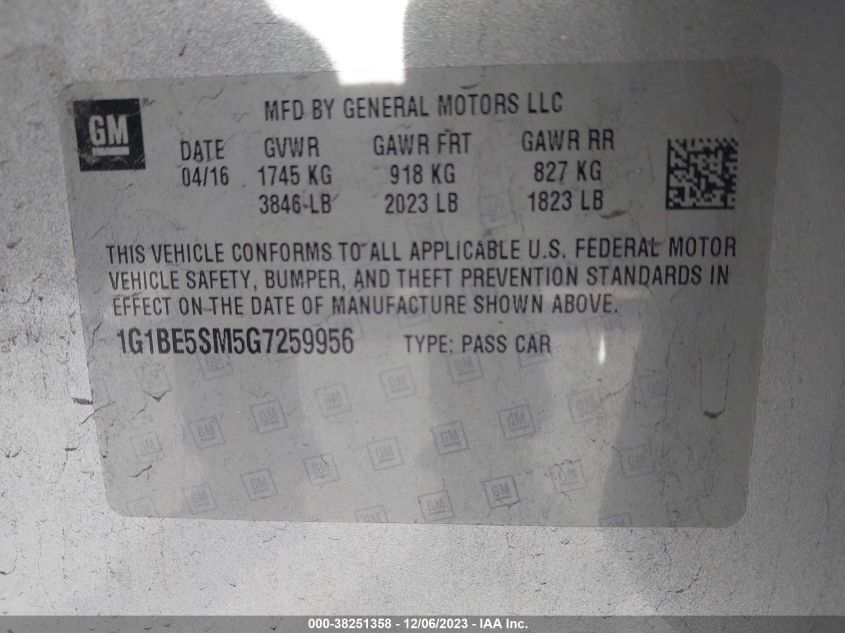 GM
MFD BY GENERAL MOTORS LLC
DATE GVWR GAWR FRT GAWR RR
04/16 1745 KG 918 KG 827 KG
3846 LB 2023 LB 1823 LB
THIS VEHICLE CONFORMS TO ALL APPLICABLE U.S. FEDERAL MOTOR
VEHICLE SAFETY, BUMPER, AND THEFT PREVENTION STANDARDS IN
EFFECT ON THE DATE OF MANUFACTURE SHOWN ABOVE.
1G1BE5SM5G7259956 TYPE: PASS CAR
000-38251358 - 12/06/2023 - IAA Inc.